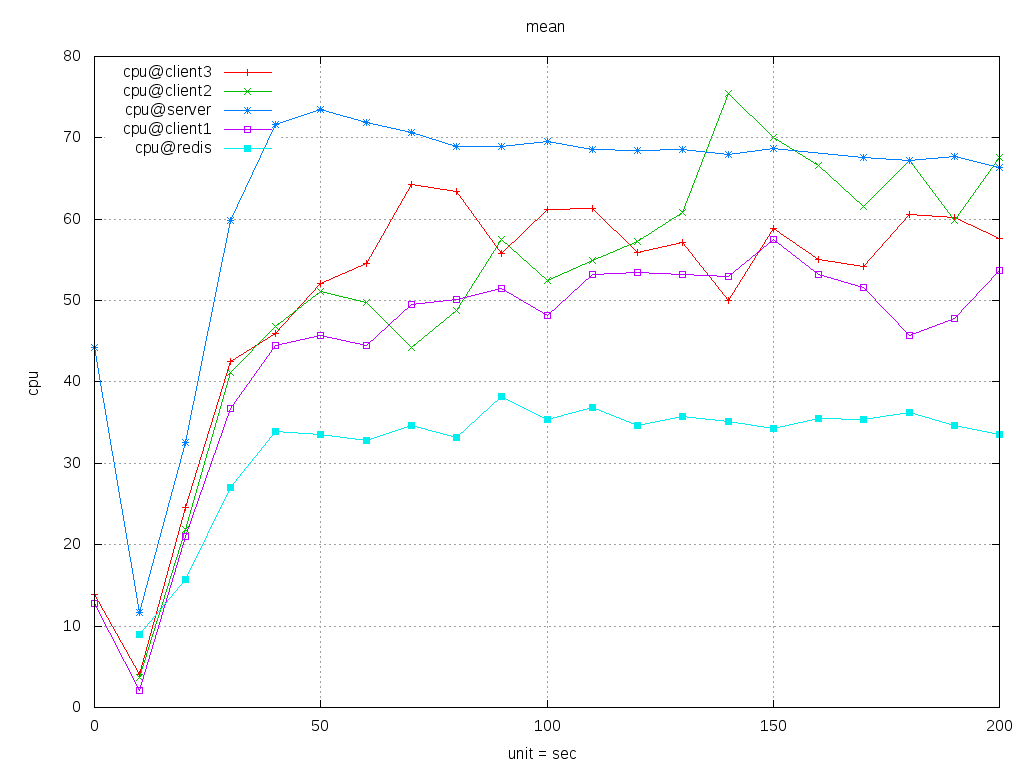 mean
80
70
60
50
40
30
20
10
0
cpu
cpu@client3
cpu@client2
cpu@server
cpu@client1
cpu@redis
0 50 100 150 200
unit = sec